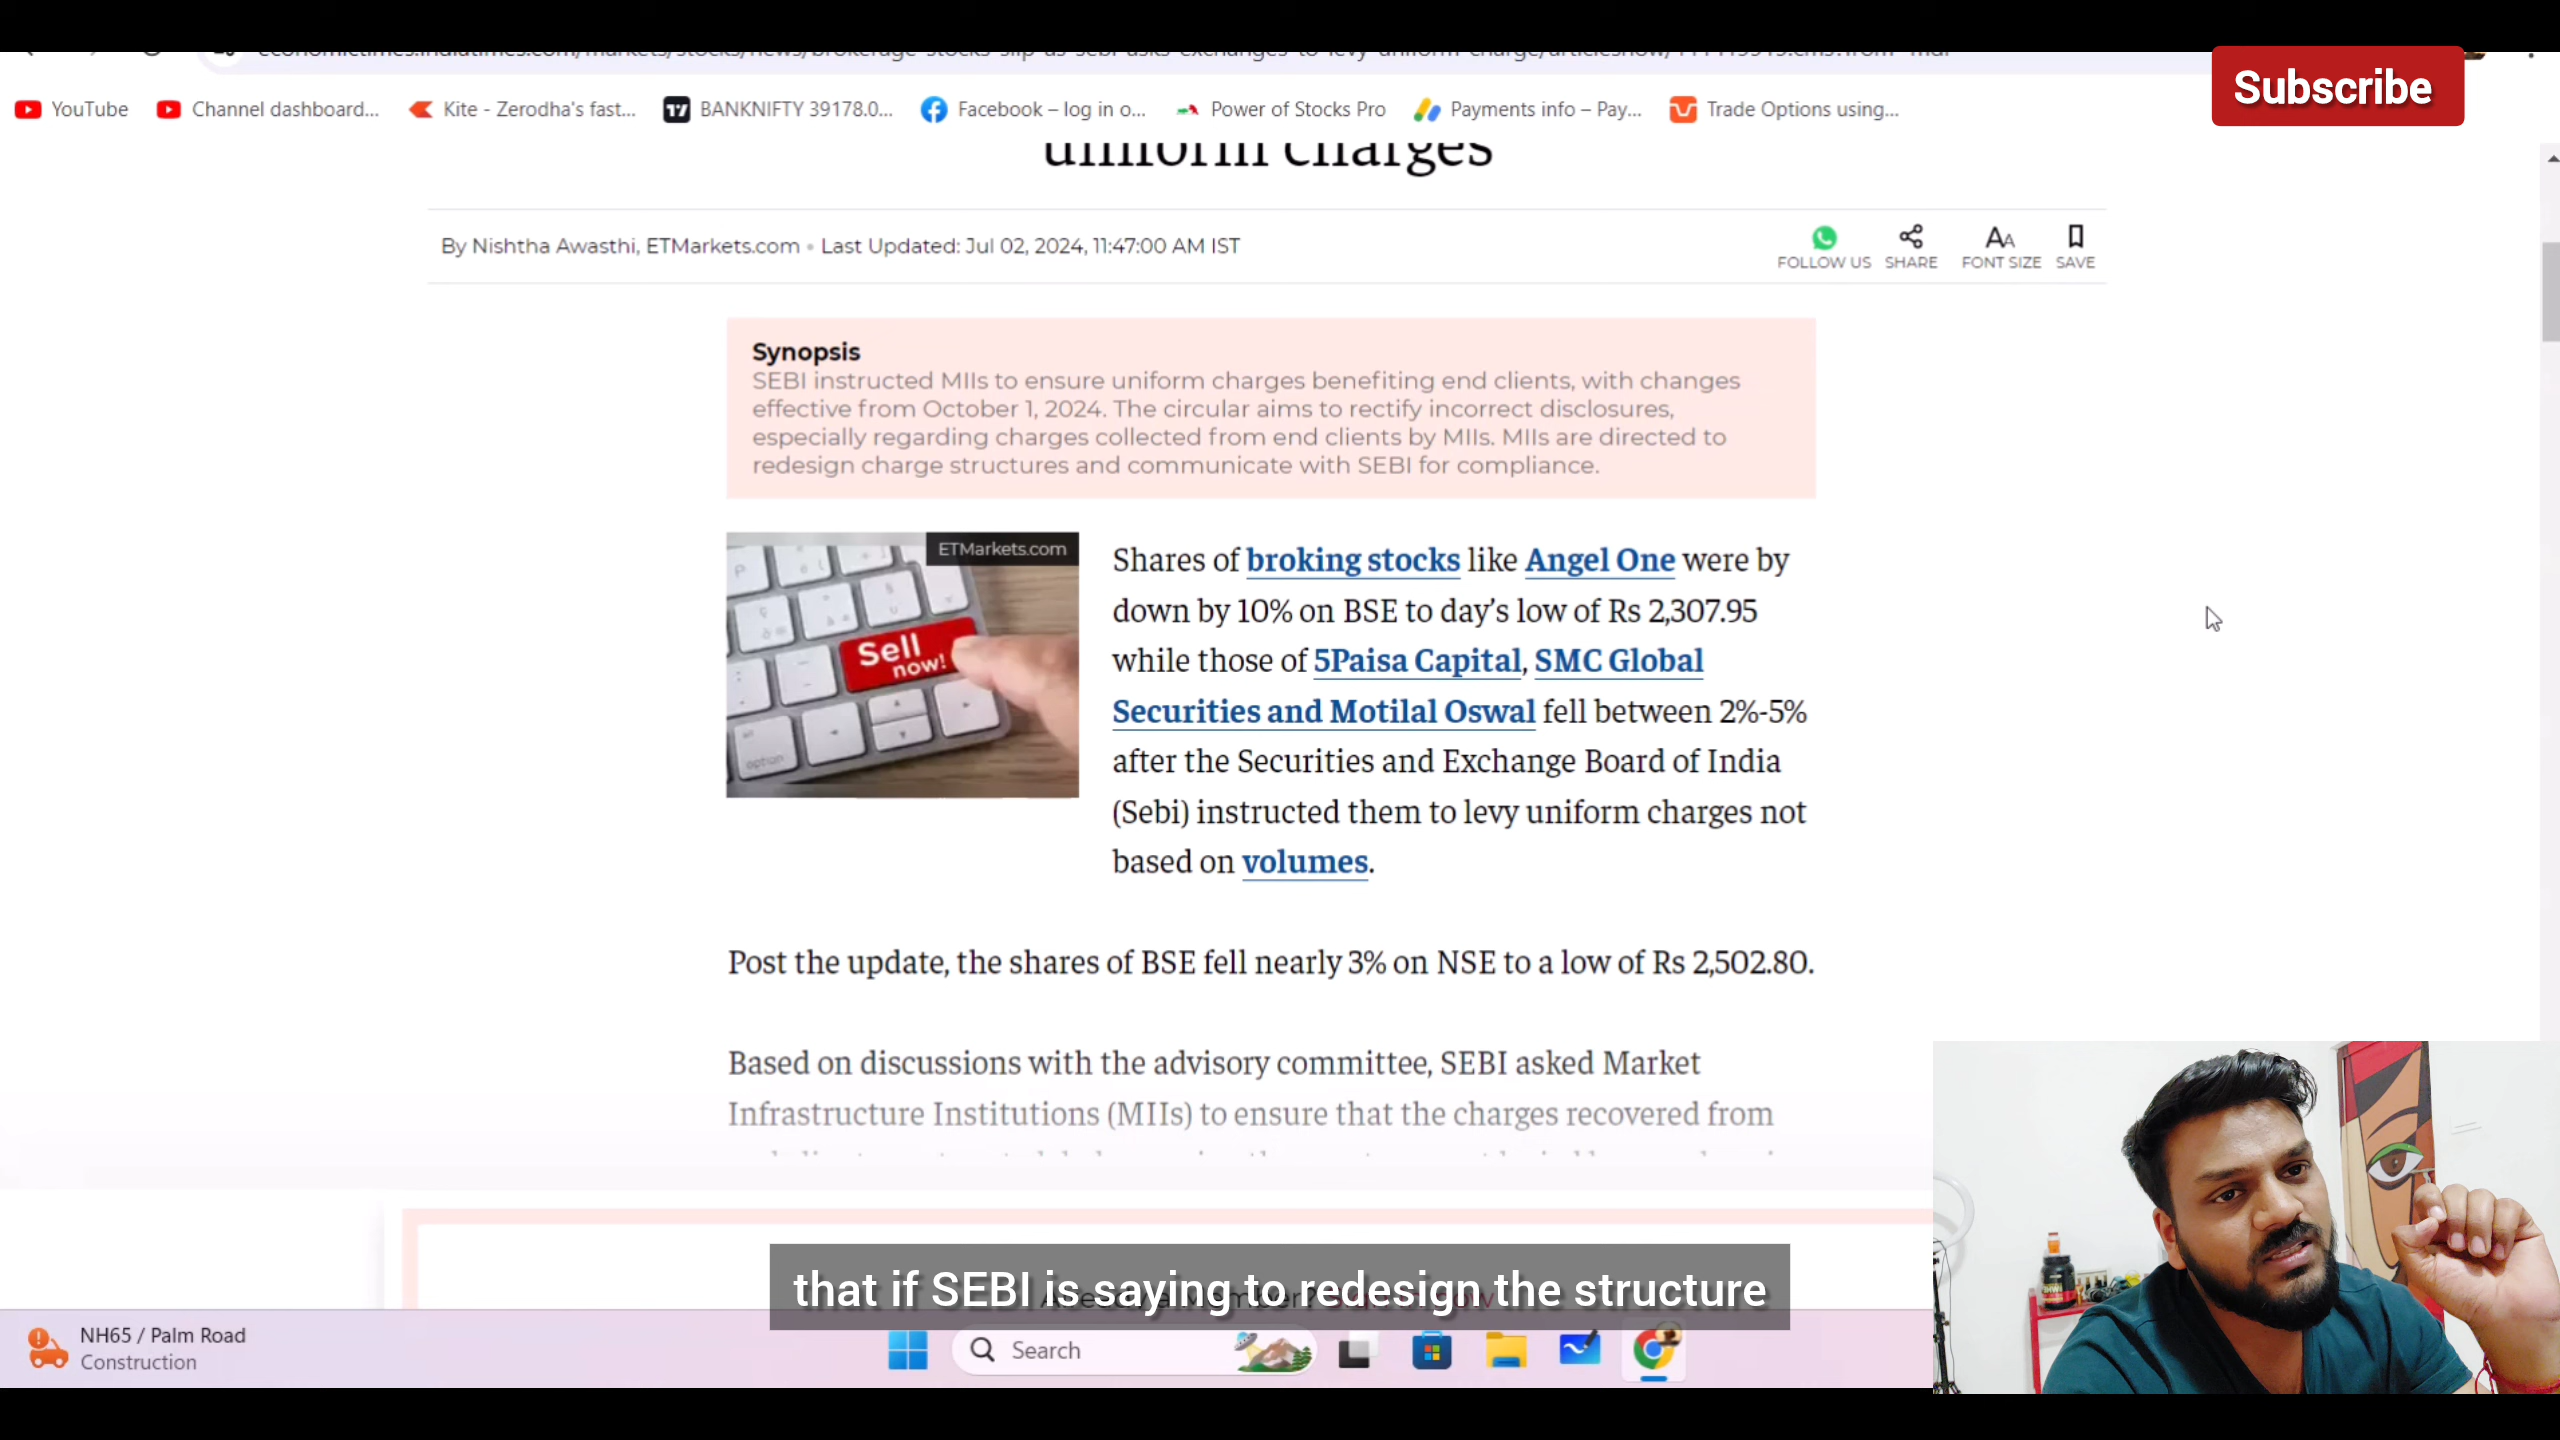 Subscribe
YouTube
Channel dashboard...
Kite - Zerodha's fast...
BANKNIFTY 39178.0...
Facebook – log in o...
Power of Stocks Pro
Payments info – Pay...
Trade Options using...
uniform charges
By Nishtha Awasthi, ETMarkets.com • Last Updated: Jul 02, 2024, 11:47:00 AM IST
FOLLOW US
SHARE
FONT SIZE
SAVE
Synopsis
SEBI instructed MIIs to ensure uniform charges benefiting end clients, with changes
effective from October 1, 2024. The circular aims to rectify incorrect disclosures,
especially regarding charges collected from end clients by MIIs. MIIs are directed to
redesign charge structures and communicate with SEBI for compliance.
ETMarkets.com
Sell
now!
option
Shares of broking stocks like Angel One were by
down by 10% on BSE to day's low of Rs 2,307.95
while those of 5Paisa Capital, SMC Global
Securities and Motilal Oswal fell between 2%-5%
after the Securities and Exchange Board of India
(Sebi) instructed them to levy uniform charges not
based on volumes.
Post the update, the shares of BSE fell nearly 3% on NSE to a low of Rs 2,502.80.
Based on discussions with the advisory committee, SEBI asked Market
Infrastructure Institutions (MIIs) to ensure that the charges recovered from
that if SEBI is saying to redesign the structure
NH65 / Palm Road
Construction
Search